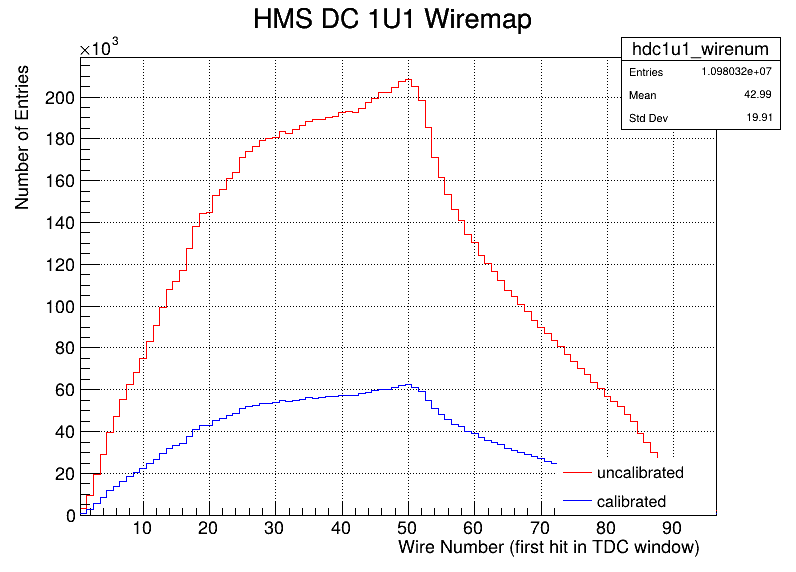 HMS DC 1U1 Wiremap
×10³
hdc1u1_wirenum
Entries 1.098032e+07
Mean 42.99
Std Dev 19.91
Number of Entries
200
180
160
140
120
100
80
60
40
20
0
uncalibrated
calibrated
10 20 30 40 50 60 70 80 90
Wire Number (first hit in TDC window)